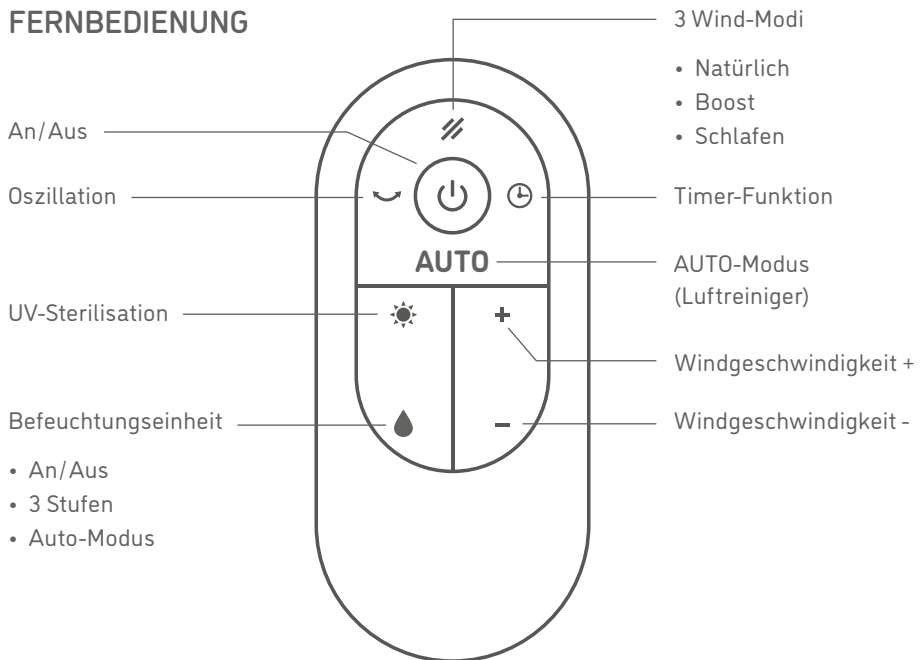 FERNBEDIENUNG
An/Aus
Oszillation
UV-Sterilisation
Befeuchtungseinheit
• An/Aus
• 3 Stufen
• Auto-Modus
AUTO
3 Wind-Modi
• Natürlich
• Boost
• Schlafen
Timer-Funktion
AUTO-Modus
(Luftreiniger)
Windgeschwindigkeit +
Windgeschwindigkeit -